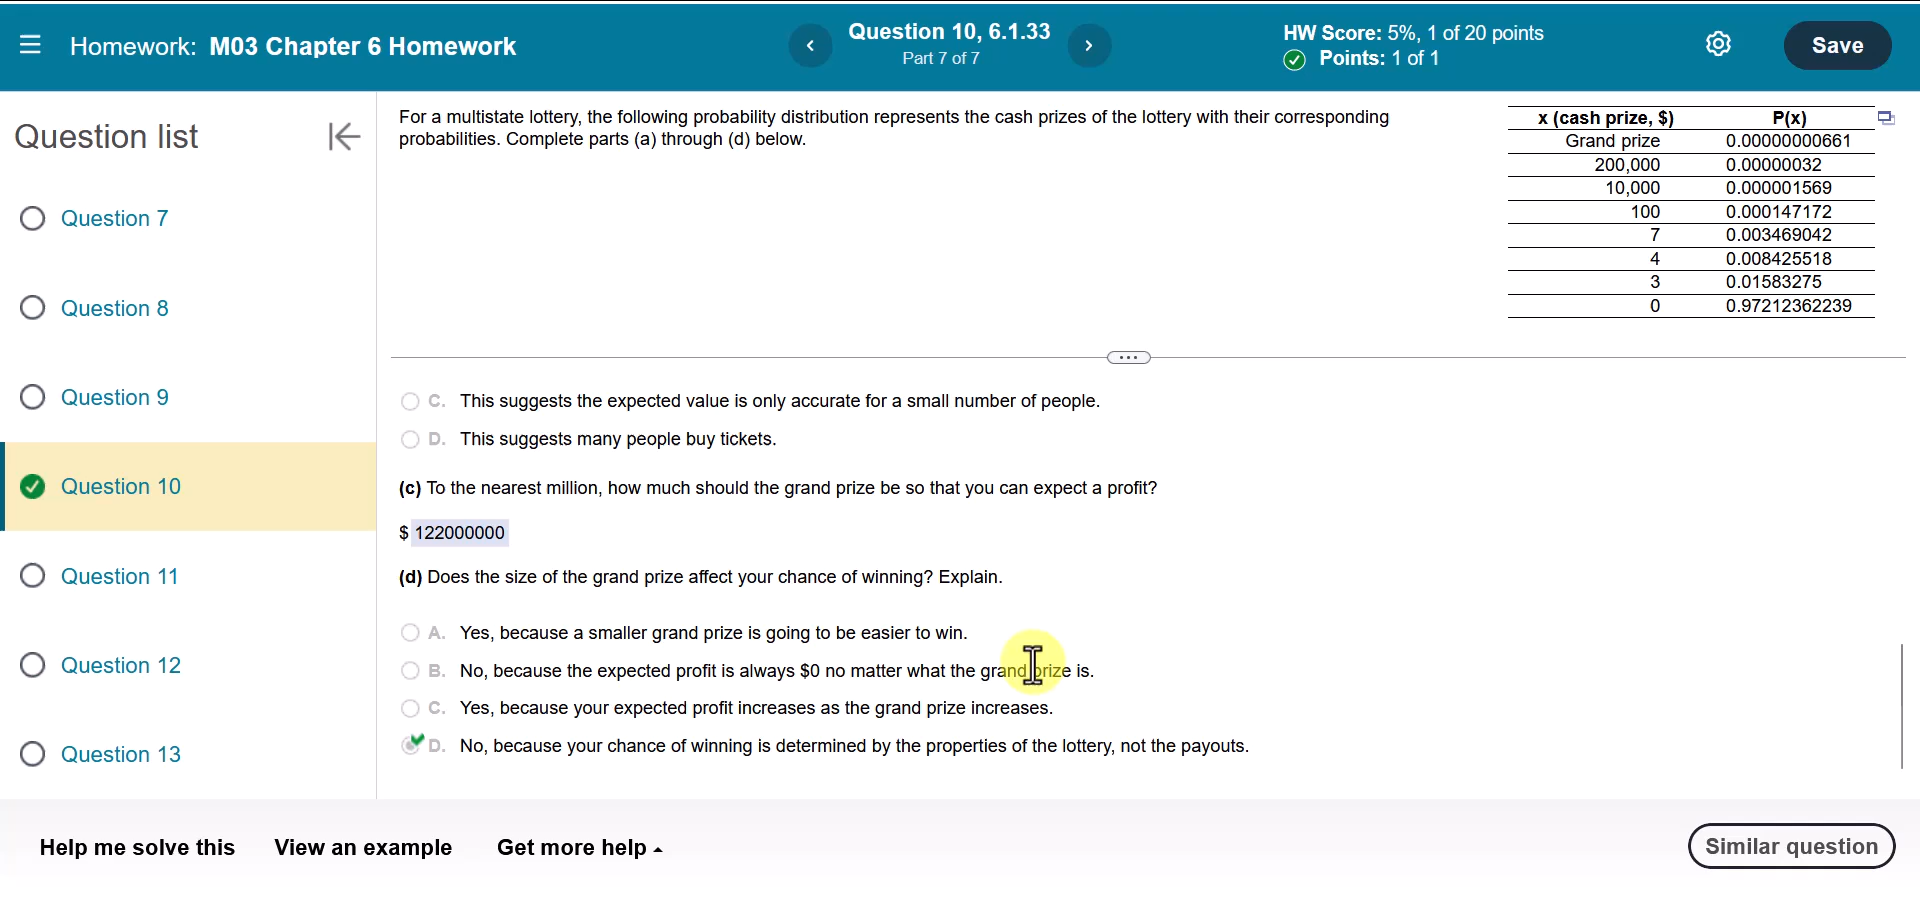 Homework: M03 Chapter 6 Homework
Question 10, 6.1.33
Part 7 of 7
HW Score: 5%, 1 of 20 points
Points: 1 of 1
Save
Question list
Question 7
Question 8
Question 9
Question 10
Question 11
Question 12
Question 13
For a multistate lottery, the following probability distribution represents the cash prizes of the lottery with their corresponding
probabilities. Complete parts (a) through (d) below.
x (cash prize, $) P(x)
Grand prize 0.00000000661
200,000 0.00000032
10,000 0.000001569
100 0.000147172
7 0.003469042
4 0.008425518
3 0.01583275
0 0.97212362239
C. This suggests the expected value is only accurate for a small number of people.
D. This suggests many people buy tickets.
(c) To the nearest million, how much should the grand prize be so that you can expect a profit?
$ 122000000
(d) Does the size of the grand prize affect your chance of winning? Explain.
A. Yes, because a smaller grand prize is going to be easier to win.
B. No, because the expected profit is always $0 no matter what the grand prize is.
C. Yes, because your expected profit increases as the grand prize increases.
D. No, because your chance of winning is determined by the properties of the lottery, not the payouts.
Help me solve this View an example Get more help
Similar question